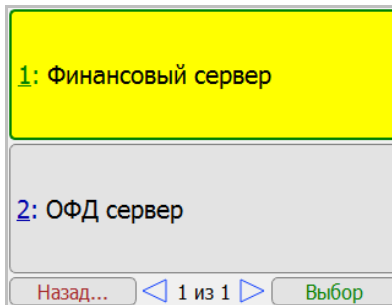 1: Финансовый сервер
2: ОФД сервер
Назад... 1 из 1 Выбор